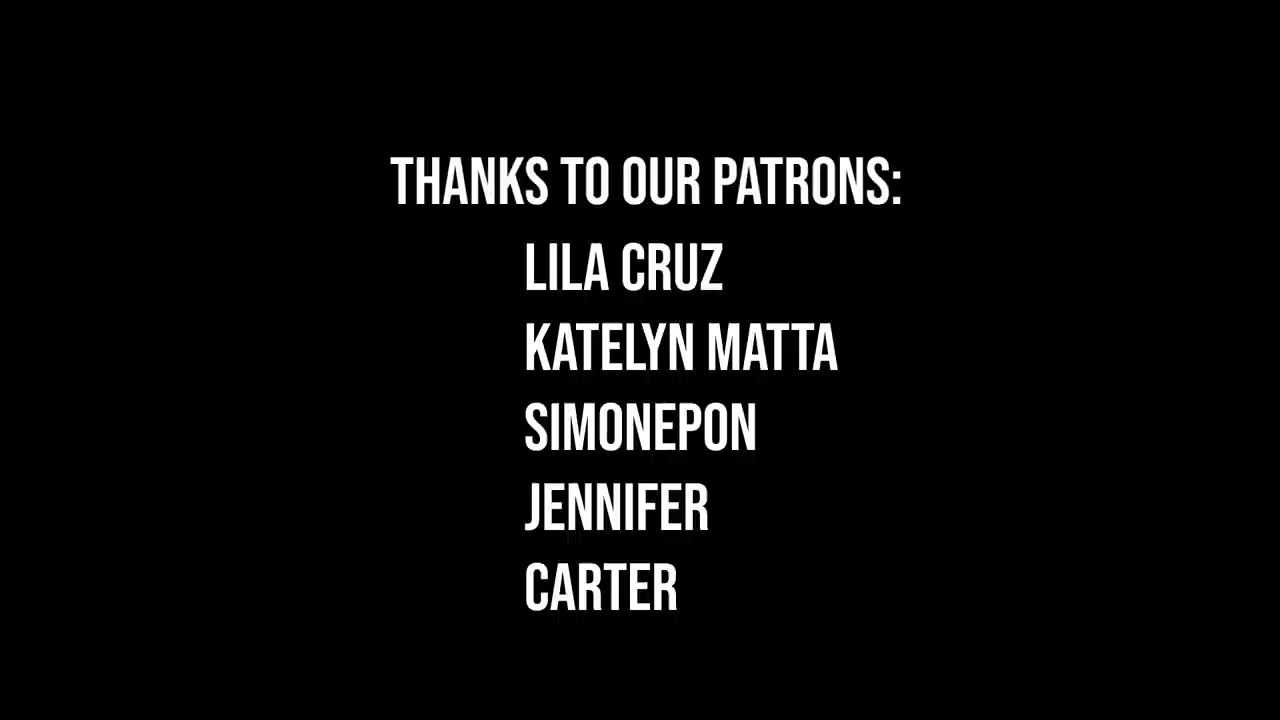 THANKS TO OUR PATRONS:
LILA CRUZ
KATELYN MATTA
SIMONEPON
JENNIFER
CARTER